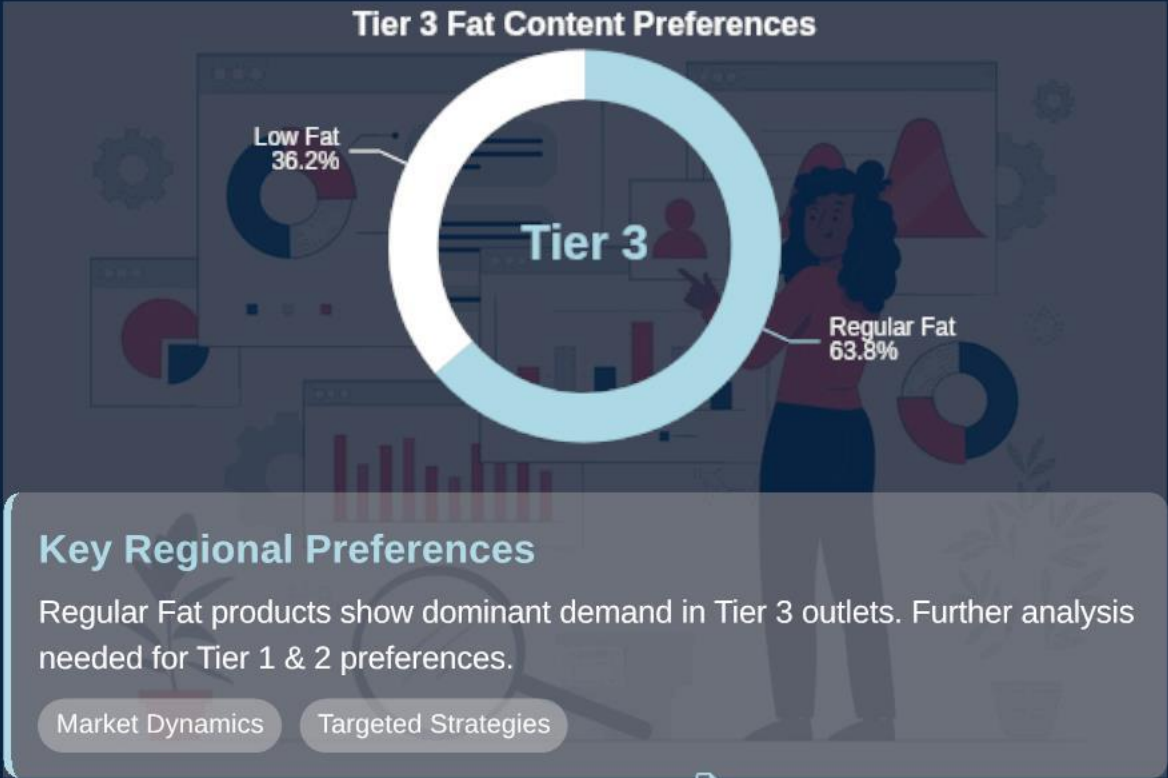 Tier 3 Fat Content Preferences
Low Fat
36.2%
Tier 3
Regular Fat
63.8%
Key Regional Preferences
Regular Fat products show dominant demand in Tier 3 outlets. Further analysis
needed for Tier 1 & 2 preferences.
Market Dynamics
Targeted Strategies